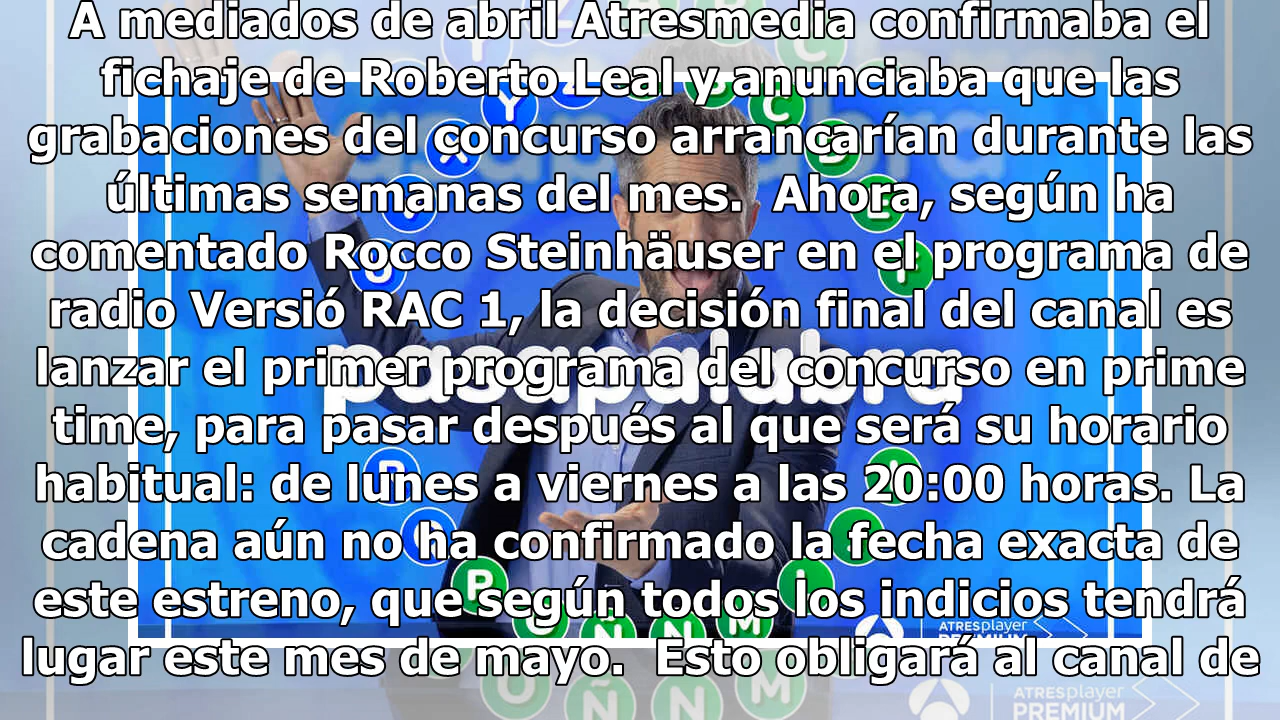 A mediados de abril Atresmedia confirmaba el
fichaje de Roberto Leal y anunciaba que las
grabaciones del concurso arrancarían durante las
últimas semanas del mes.  Ahora, según ha
comentado Rocco Steinhäuser en el programa de
radio Versió RAC 1, la decisión final del canal es
lanzar el primer programa del concurso en prime
time, para pasar después al que será su horario
habitual: de lunes a viernes a las 20:00 horas. La
cadena aún no ha confirmado la fecha exacta de
este estreno, que según todos los indicios tendrá
lugar este mes de mayo.  Esto obligará al canal de
pasapalabra
ATRESplayer
PREMIUM
ATRESplayer
PREMIUM